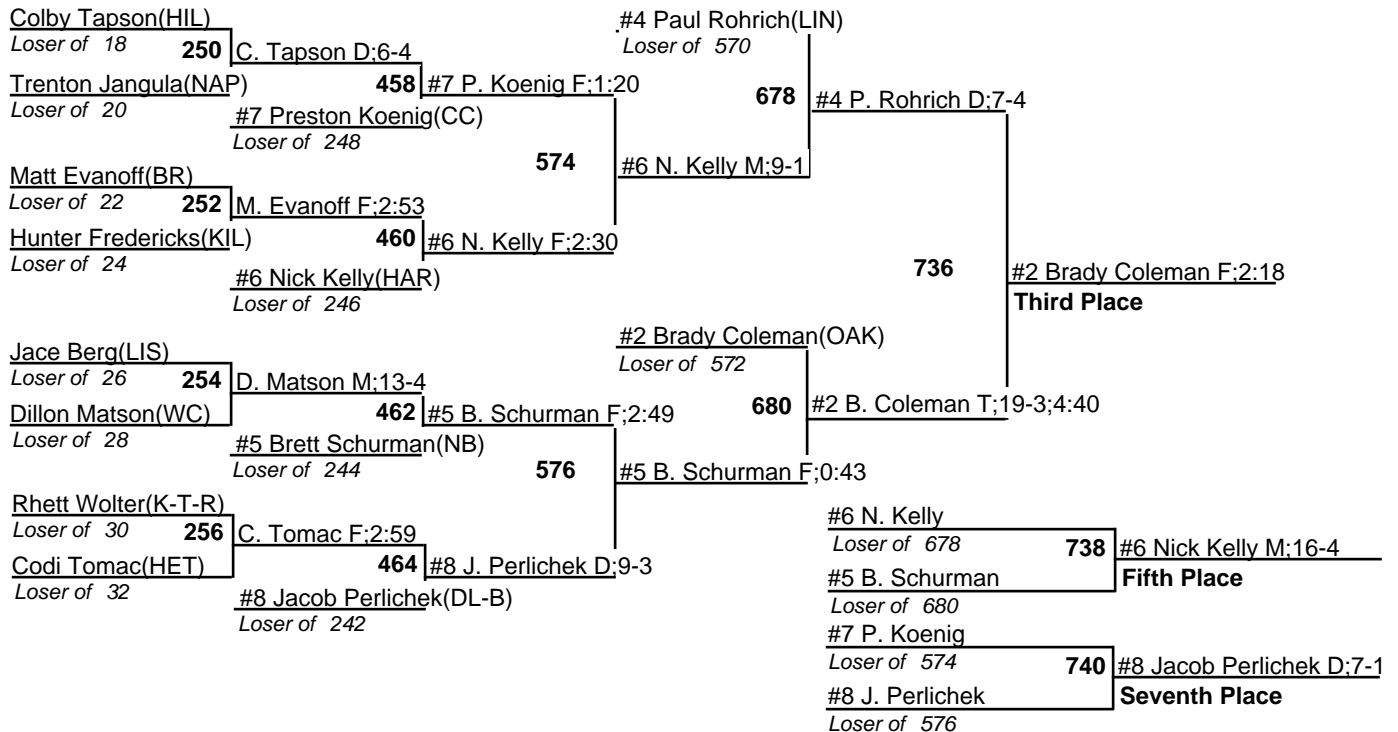 Colby Tapson(HIL)
Loser of 18
250
C. Tapson D;6-4
Trenton Jangula(NAP)
Loser of 20
458
#7 P. Koenig F;1:20
#7 Preston Koenig(CC)
Loser of 248
574
Matt Evanoff(BR)
Loser of 22
252
M. Evanoff F;2:53
Hunter Fredericks(KIL)
Loser of 24
460
#6 N. Kelly F;2:30
#6 Nick Kelly(HAR)
Loser of 246
#4 Paul Rohrich(LIN)
Loser of 570
678
#4 P. Rohrich D;7-4
#6 N. Kelly M;9-1
736
#2 Brady Coleman F;2:18
Third Place
Jace Berg(LIS)
Loser of 26
254
D. Matson M;13-4
Dillon Matson(WC)
Loser of 28
462
#5 B. Schurman F;2:49
#5 Brett Schurman(NB)
Loser of 244
576
Rhett Wolter(K-T-R)
Loser of 30
256
C. Tomac F;2:59
Codi Tomac(HET)
Loser of 32
464
#8 J. Perlichek D;9-3
#8 Jacob Perlichek(DL-B)
Loser of 242
#2 Brady Coleman(OAK)
Loser of 572
680
#2 B. Coleman T;19-3;4:40
#5 B. Schurman F;0:43
#6 N. Kelly
Loser of 678
738
#6 Nick Kelly M;16-4
Fifth Place
#5 B. Schurman
Loser of 680
#7 P. Koenig
Loser of 574
740
#8 Jacob Perlichek D;7-1
Seventh Place
#8 J. Perlichek
Loser of 576